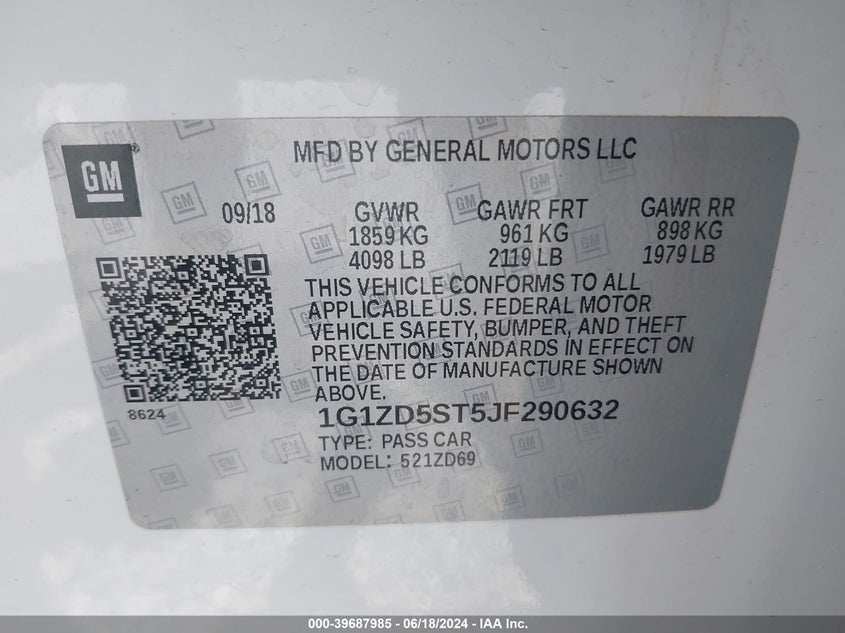 GM
MFD BY GENERAL MOTORS LLC
09/18 GVWR GAWR FRT GAWR RR
1859 KG 961 KG 898 KG
4098 LB 2119 LB 1979 LB
THIS VEHICLE CONFORMS TO ALL
APPLICABLE U.S. FEDERAL MOTOR
VEHICLE SAFETY, BUMPER, AND THEFT
PREVENTION STANDARDS IN EFFECT ON
THE DATE OF MANUFACTURE SHOWN
ABOVE.
8624
1G1ZD5ST5JF290632
TYPE: PASS CAR
MODEL: 521ZD69
000-39687985 - 06/18/2024 - IAA Inc.